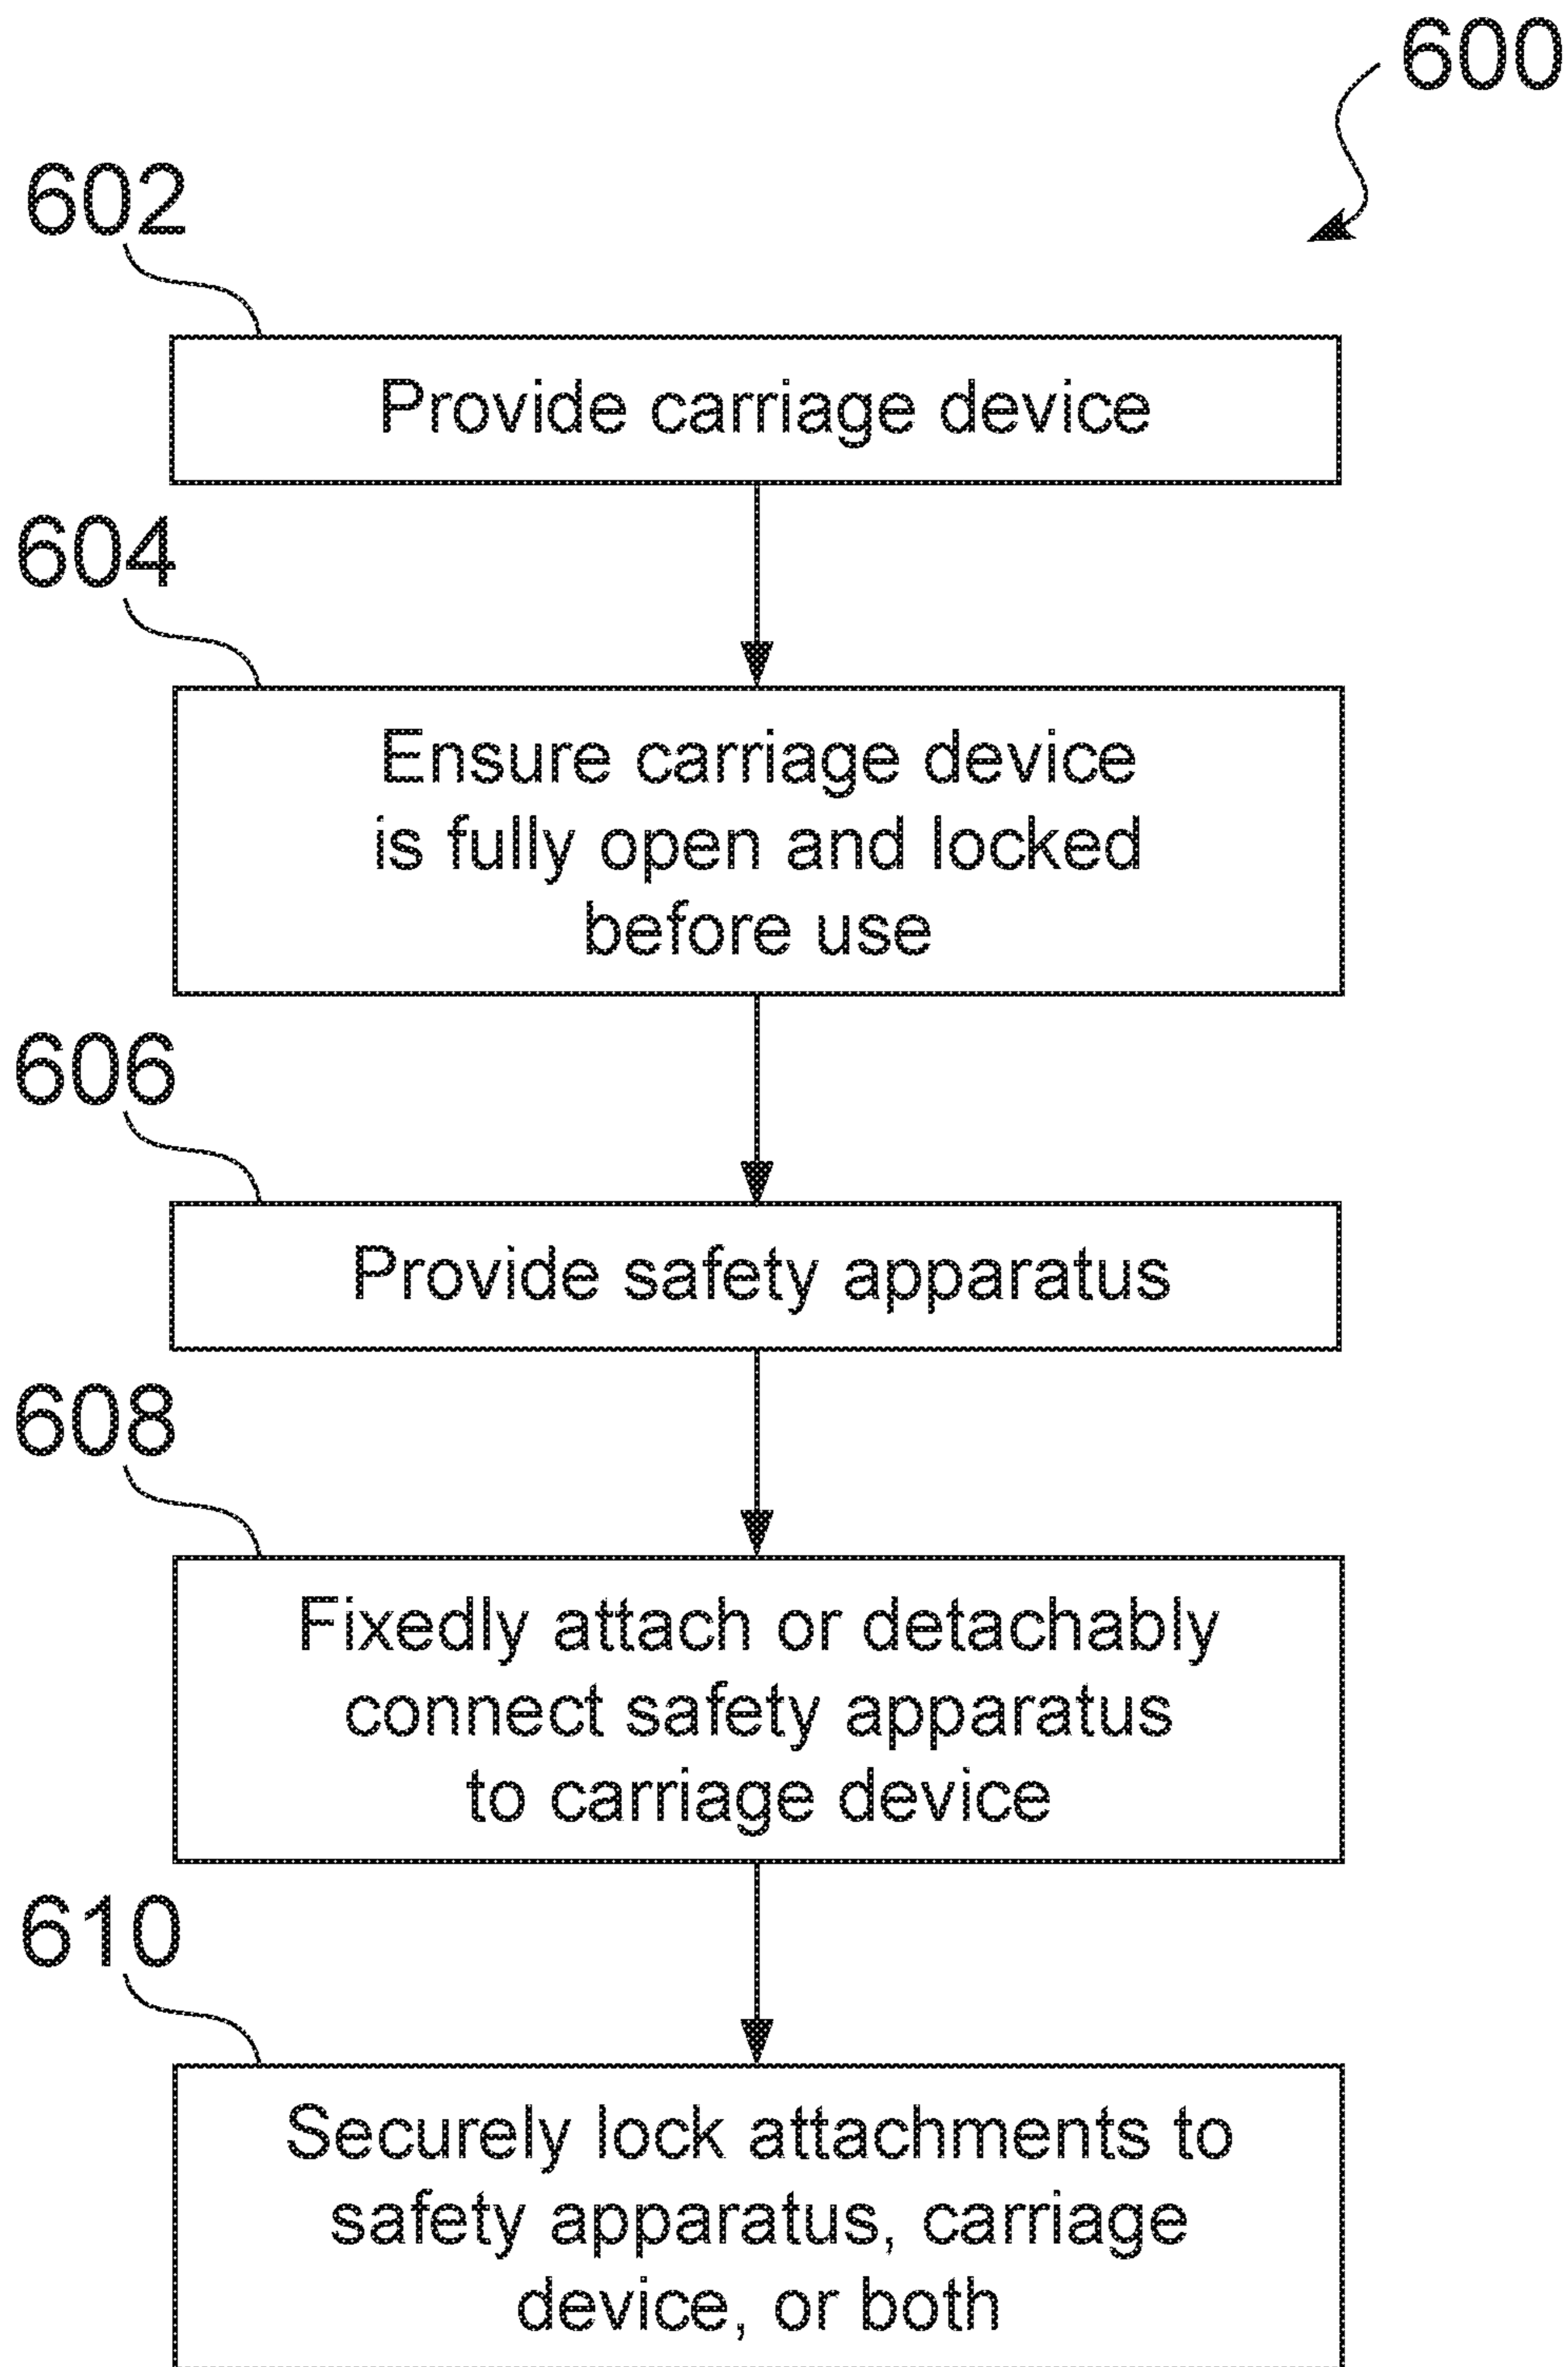 600
602
Provide carriage device
604
Ensure carriage device
is fully open and locked
before use
606
Provide safety apparatus
608
Fixedly attach or detachably
connect safety apparatus
to carriage device
610
Securely lock attachments to
safety apparatus, carriage
device, or both